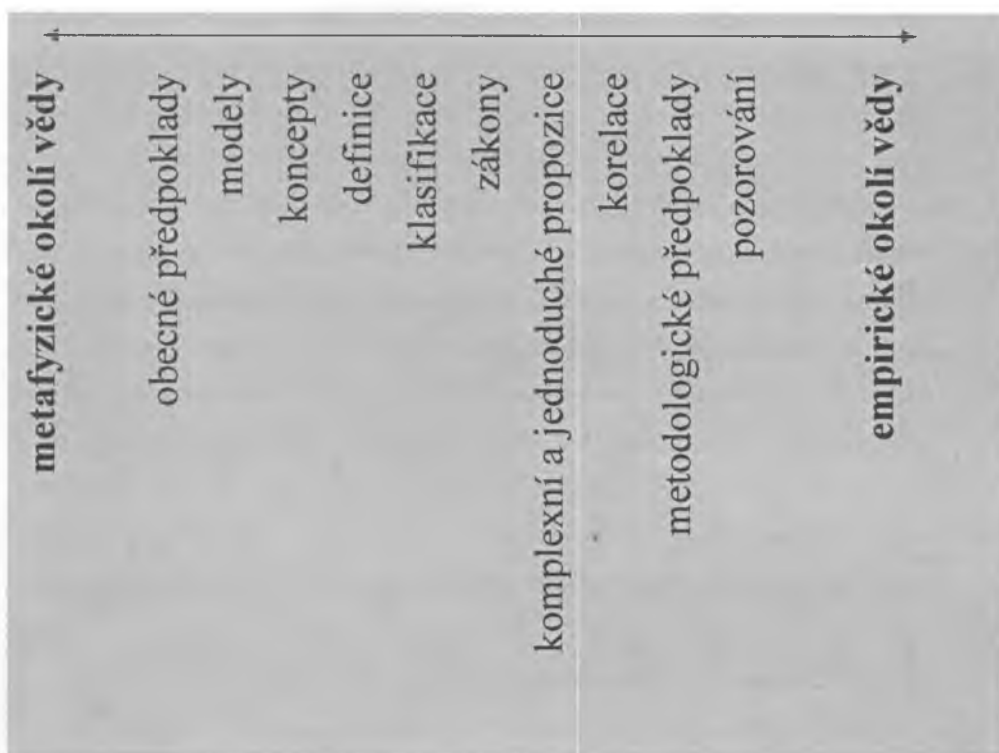 metafyzické okolí vědy
obecné předpoklady
modely
koncepty
definice
klasifikace
zákony
komplexní a jednoduché propozice
korelace
metodologické předpoklady
pozorování
empirické okolí vědy